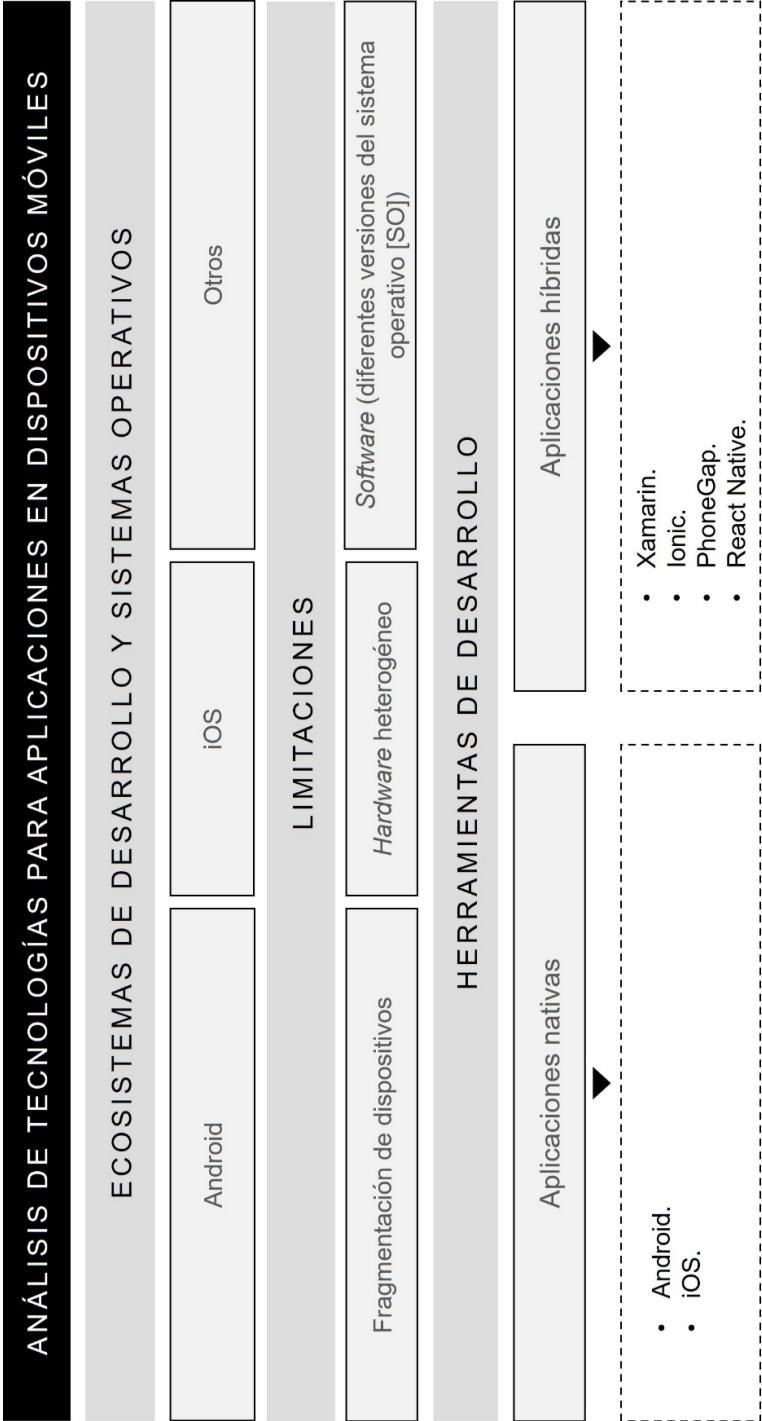 ANÁLISIS DE TECNOLOGÍAS PARA APLICACIONES EN DISPOSITIVOS MÓVILES
ECOSISTEMAS DE DESARROLLO Y SISTEMAS OPERATIVOS
Android
iOS
Otros
LIMITACIONES
Fragmentación de dispositivos
Hardware heterogéneo
Software (diferentes versiones del sistema
operativo [SO])
HERRAMIENTAS DE DESARROLLO
Aplicaciones nativas
Aplicaciones híbridas
• Android.
• iOS.
• Xamarin.
• Ionic.
• PhoneGap.
• React Native.